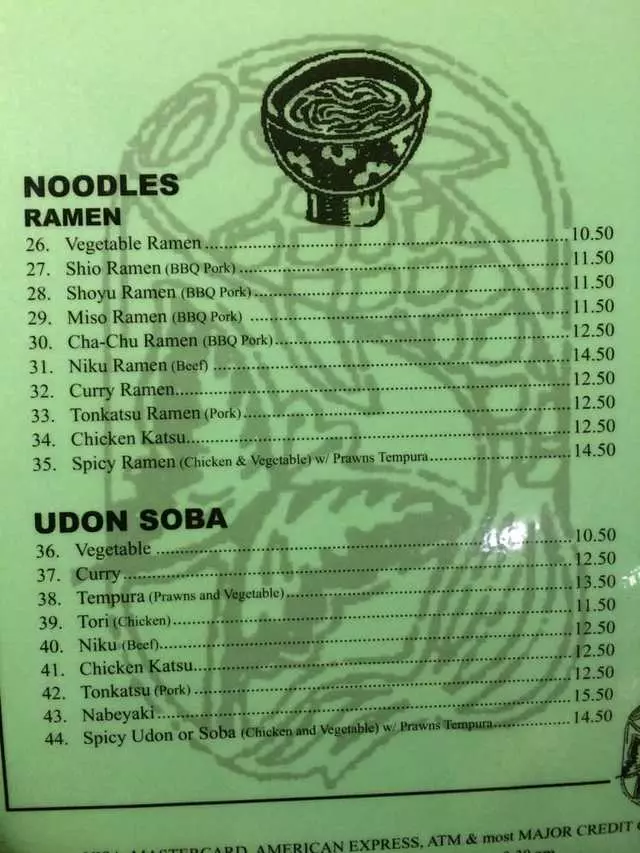 NOODLES
RAMEN
26. Vegetable Ramen 10.50
27. Shio Ramen (BBQ Pork) 11.50
28. Shoyu Ramen (BBQ Pork) 11.50
29. Miso Ramen (BBQ Pork) 11.50
30. Cha-Chu Ramen (BBQ Pork) 12.50
31. Niku Ramen (Beef) 14.50
32. Curry Ramen 12.50
33. Tonkatsu Ramen (Pork) 12.50
34. Chicken Katsu 12.50
35. Spicy Ramen (Chicken & Vegetable) w/ Prawns Tempura 14.50
UDON SOBA
36. Vegetable 10.50
37. Curry 12.50
38. Tempura (Prawns and Vegetable) 13.50
39. Tori (Chicken) 11.50
40. Niku (Beef) 12.50
41. Chicken Katsu 12.50
42. Tonkatsu (Pork) 12.50
43. Nabeyaki 15.50
44. Spicy Udon or Soba (Chicken and Vegetable) w/ Prawns Tempura 14.50
MASTERCARD, AMERICAN EXPRESS, ATM & most MAJOR CREDIT